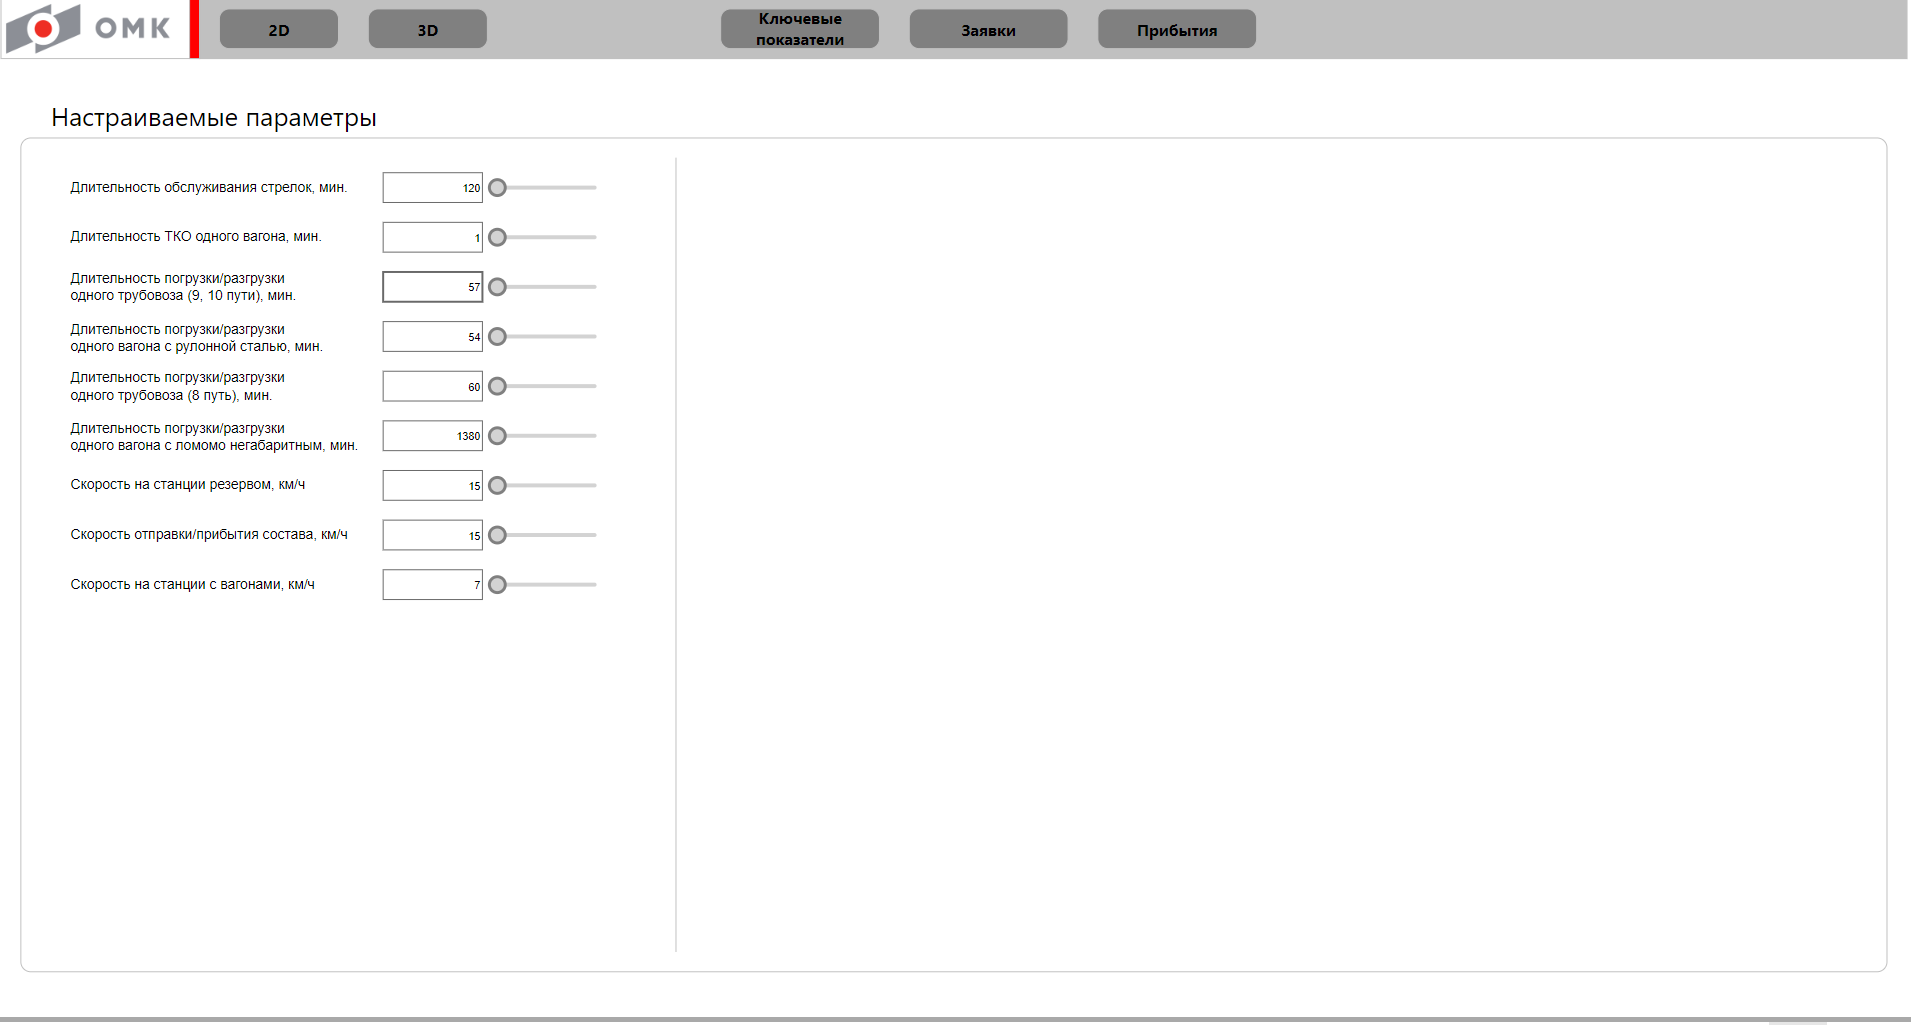 ОМК
2D
3D
Ключевые
показатели
Заявки
Прибытия
Настраиваемые параметры
Длительность обслуживания стрелок, мин.
120
Длительность ТКО одного вагона, мин.
1
Длительность погрузки/разгрузки
одного трубовоза (9, 10 пути), мин.
57
Длительность погрузки/разгрузки
одного вагона с рулонной сталью, мин.
54
Длительность погрузки/разгрузки
одного трубовоза (8 путь), мин.
60
Длительность погрузки/разгрузки
одного вагона с ломомо негабаритным, мин.
1380
Скорость на станции резервом, км/ч
15
Скорость отправки/прибытия состава, км/ч
15
Скорость на станции с вагонами, км/ч
7